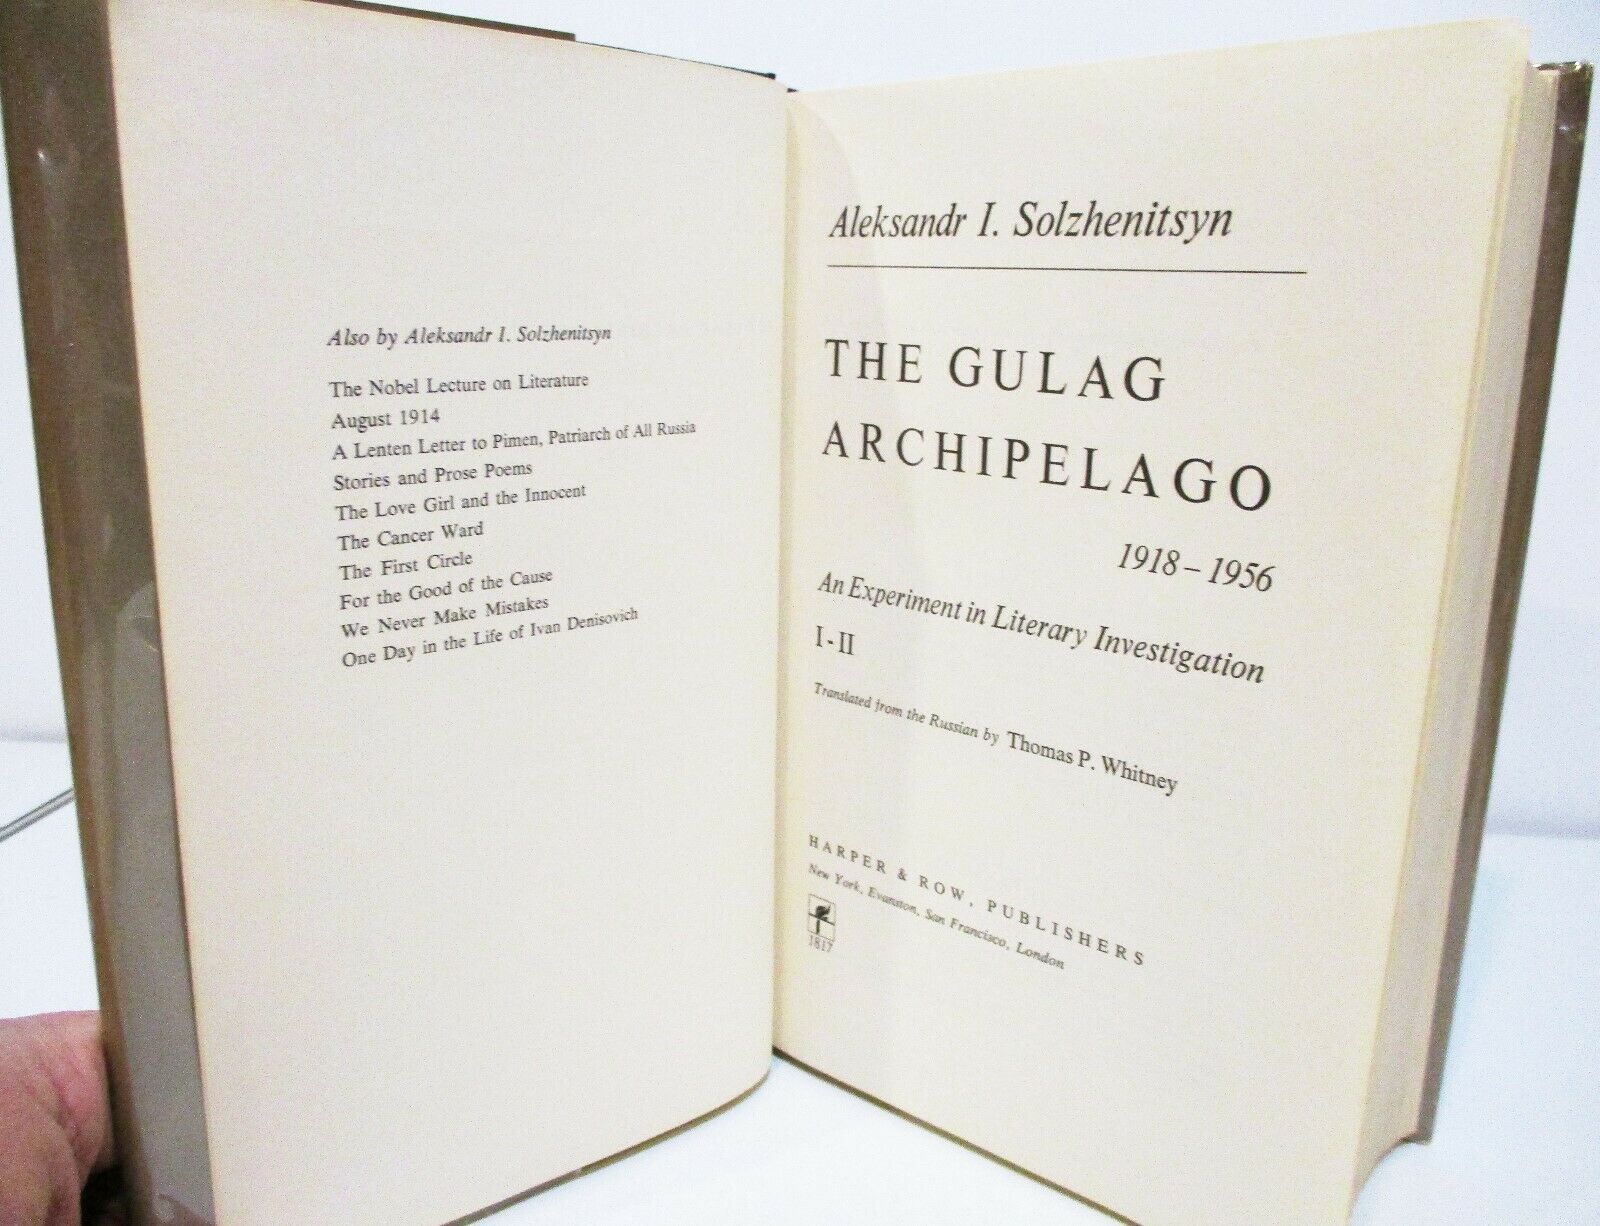 Also by Aleksandr I. Solzhenitsyn
The Nobel Lecture on Literature
August 1914
A Lenten Letter to Pimen, Patriarch of All Russia
Stories and Prose Poems
The Love Girl and the Innocent
The Cancer Ward
The First Circle
For the Good of the Cause
We Never Make Mistakes
One Day in the Life of Ivan Denisovich
Aleksandr I. Solzhenitsyn
THE GULAG
ARCHIPELAGO
1918 – 1956
An Experiment in Literary Investigation
I - II
Translated from the Russian by Thomas P. Whitney
HARPER & ROW, PUBLISHERS
New York, Evanston, San Francisco, London
1817